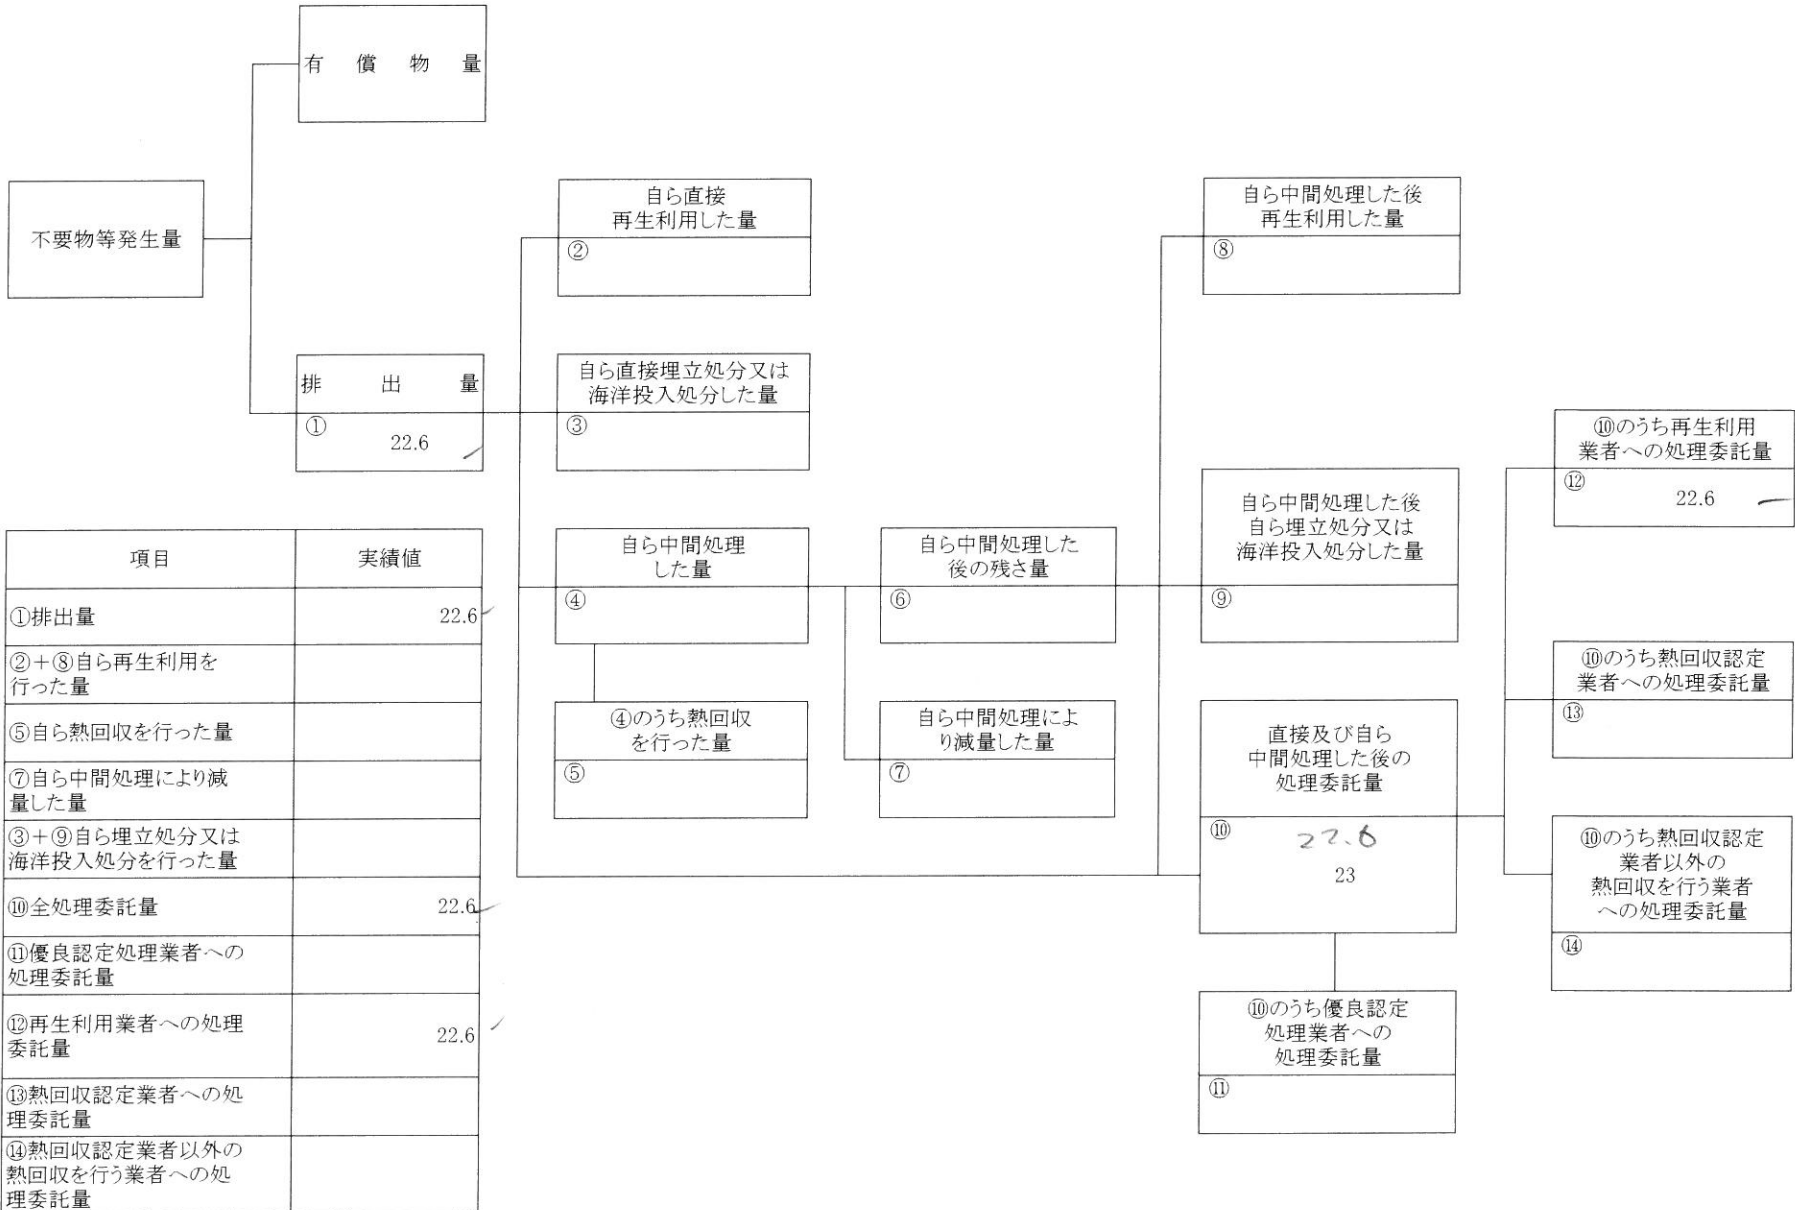 有償物量
不要物等発生量
自ら直接
再生利用した量
②
自ら中間処理した後
再生利用した量
⑧
排出量
①
22.6
自ら直接埋立処分又は
海洋投入処分した量
③
⑩のうち再生利用
業者への処理委託量
⑫
22.6
自ら中間処理
した量
④
自ら中間処理した
後の残さ量
⑥
自ら中間処理した後
自ら埋立処分又は
海洋投入処分した量
⑨
⑩のうち熱回収認定
業者への処理委託量
⑬
④のうち熱回収
を行った量
⑤
自ら中間処理によ
り減量した量
⑦
直接及び自ら
中間処理した後の
処理委託量
⑩
22.6
23
⑩のうち熱回収認定
業者以外の
熱回収を行う業者
への処理委託量
⑭
⑩のうち優良認定
処理業者への
処理委託量
⑪
項目 実績値
①排出量 22.6
②+⑧自ら再生利用を
行った量
⑤自ら熱回収を行った量
⑦自ら中間処理により減
量した量
③+⑨自ら埋立処分又は
海洋投入処分を行った量
⑩全処理委託量 22.6
⑪優良認定処理業者への
処理委託量
⑫再生利用業者への処理
委託量 22.6
⑬熱回収認定業者への処
理委託量
⑭熱回収認定業者以外の
熱回収を行う業者への処
理委託量